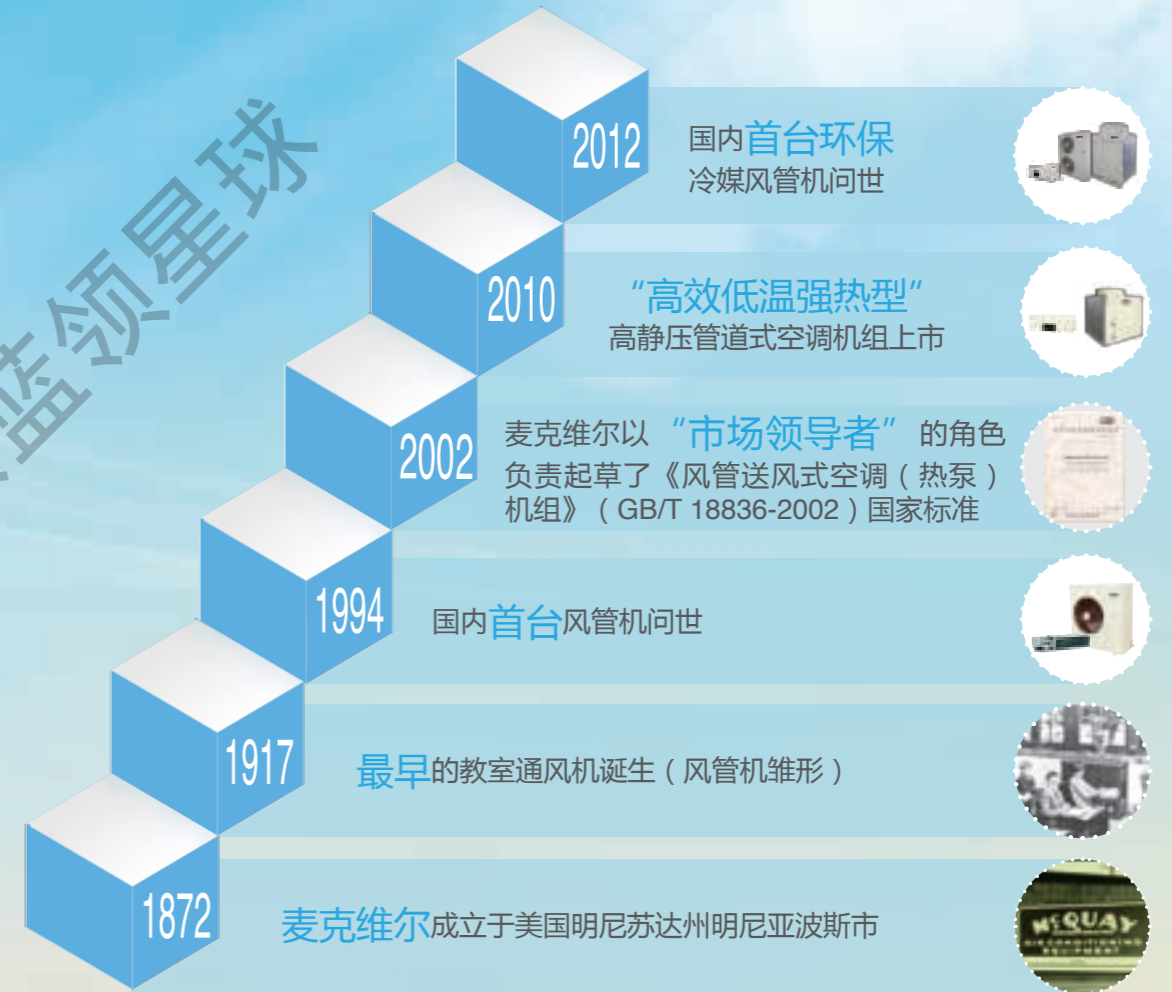 2012
国内首台环保
冷媒风管机问世
2010
“高效低温强热型”
高静压管道式空调机组上市
2002
麦克维尔以“市场领导者”的角色
负责起草了《风管送风式空调(热泵)
机组》(GB/T 18836-2002)国家标准
1994
国内首台风管机问世
1917
最早的教室通风机诞生(风管机雏形)
1872
麦克维尔成立于美国明尼苏达州明尼亚波斯市
McQUAY
AIR CONDITIONING
EQUIPMENT
蓝领星球